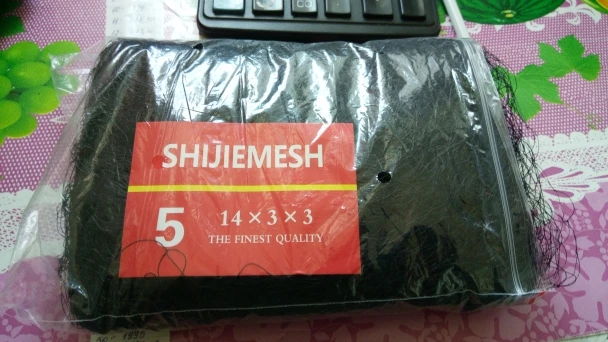 SHIJIEMESH
5 14×3×3
THE FINEST QUALITY